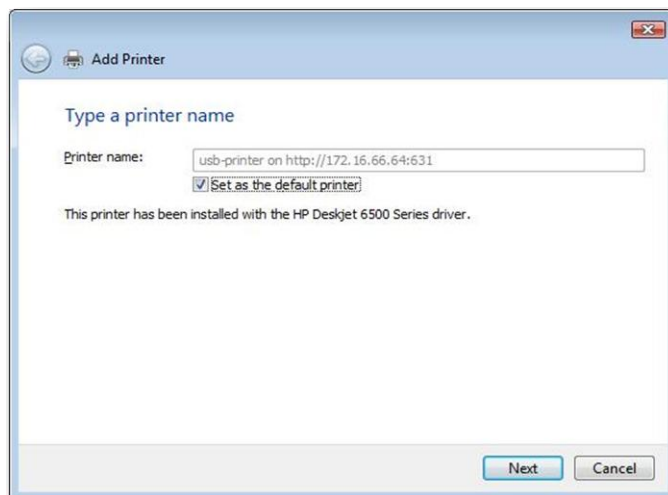 Add Printer
Type a printer name
Printer name:
usb-printer on http://172.16.66.64:631
Set as the default printer
This printer has been installed with the HP Deskjet 6500 Series driver.
Next
Cancel